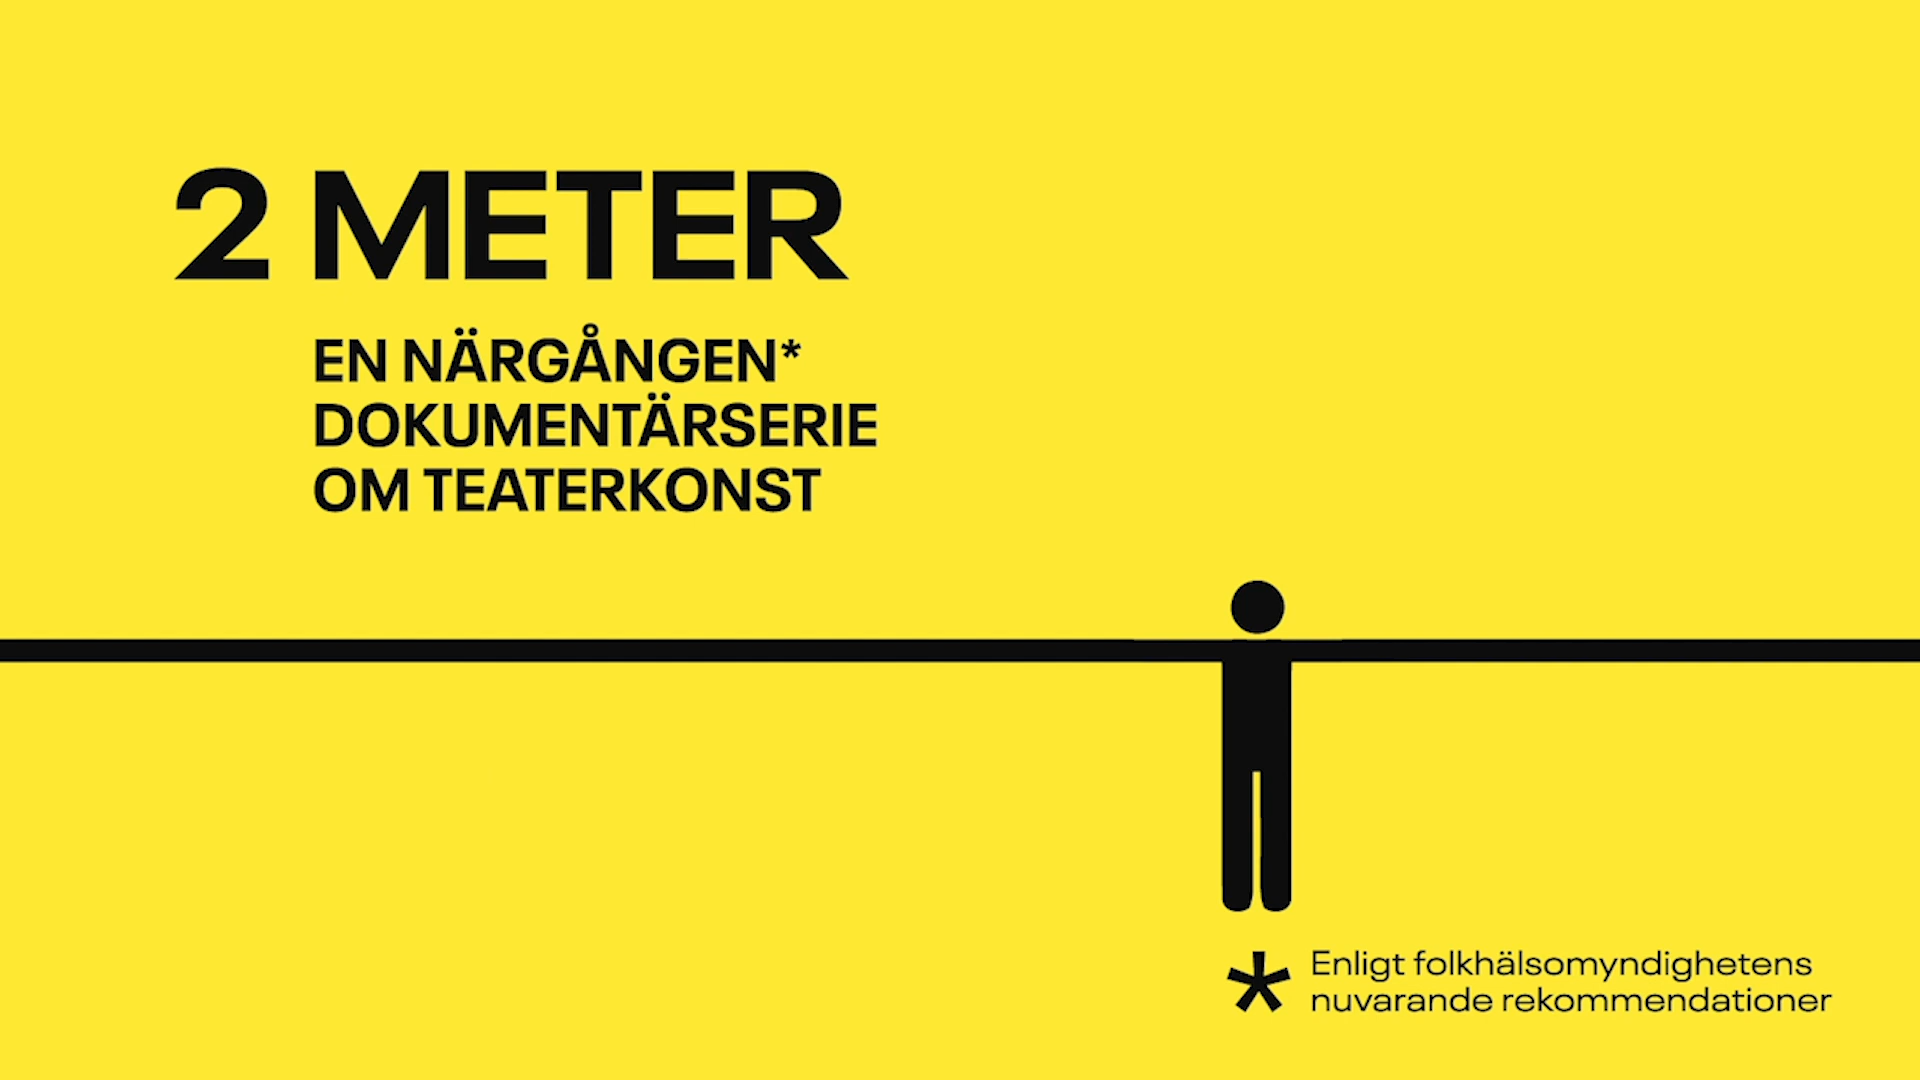 2 METER
EN NÄRGÅNGEN*
DOKUMENTÄRSERIE
OM TEATERKONST
* Enligt folkhälsomyndighetens
nuvarande rekommendationer